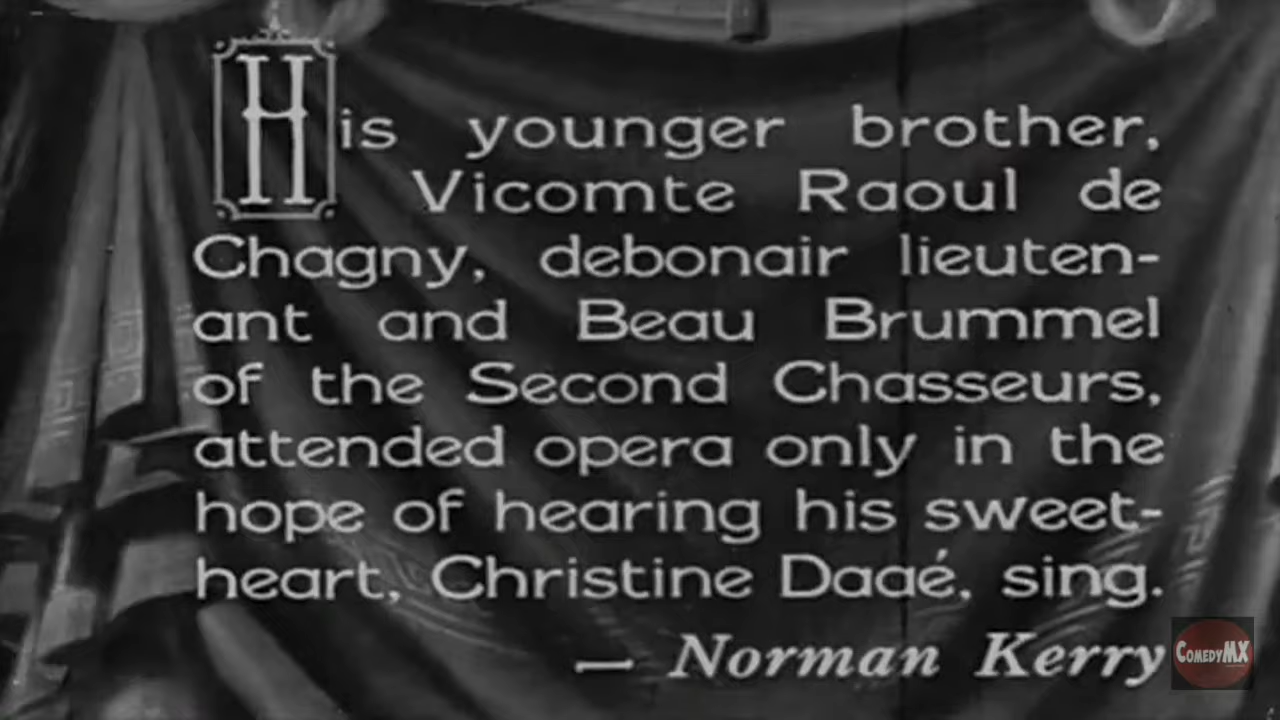 His younger brother,
Vicomte Raoul de
Chagny, debonair lieuten-
ant and Beau Brummel
of the Second Chasseurs,
attended opera only in the
hope of hearing his sweet-
heart, Christine Daaé, sing.
— Norman Kerry
COMEDYMX